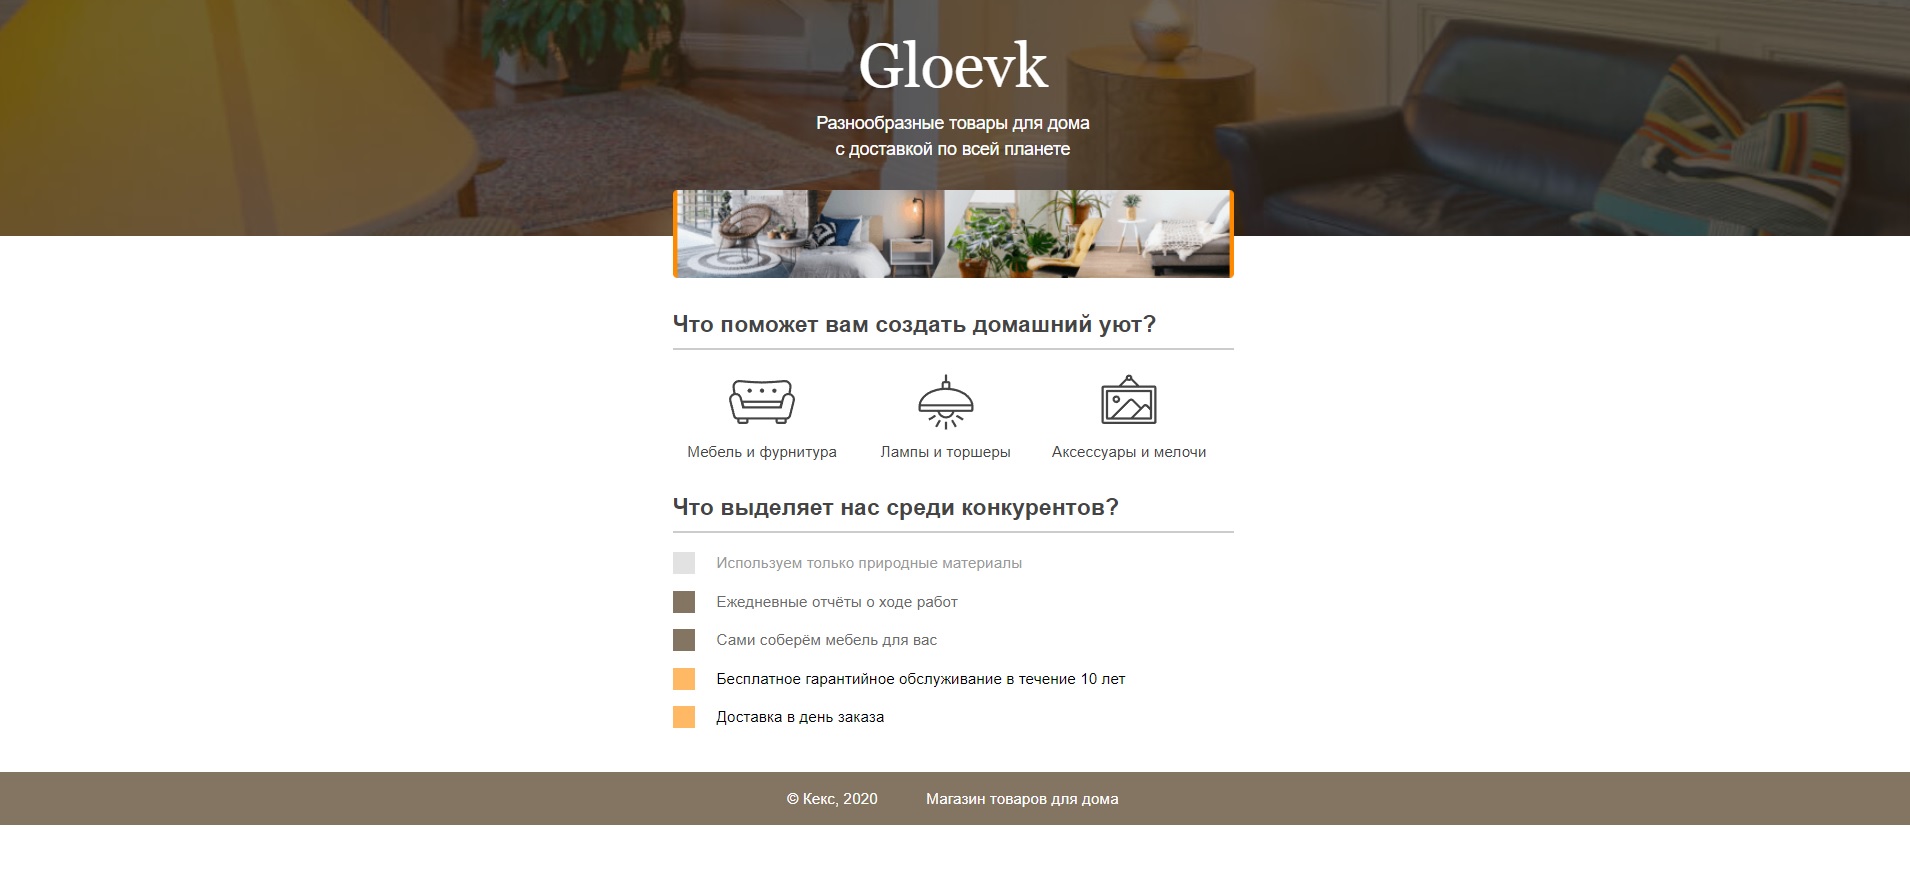 Gloevk
Разнообразные товары для дома
с доставкой по всей планете
Что поможет вам создать домашний уют?
Мебель и фурнитура
Лампы и торшеры
Аксессуары и мелочи
Что выделяет нас среди конкурентов?
Используем только природные материалы
Ежедневные отчёты о ходе работ
Сами соберём мебель для вас
Бесплатное гарантийное обслуживание в течение 10 лет
Доставка в день заказа
© Кекс, 2020
Магазин товаров для дома